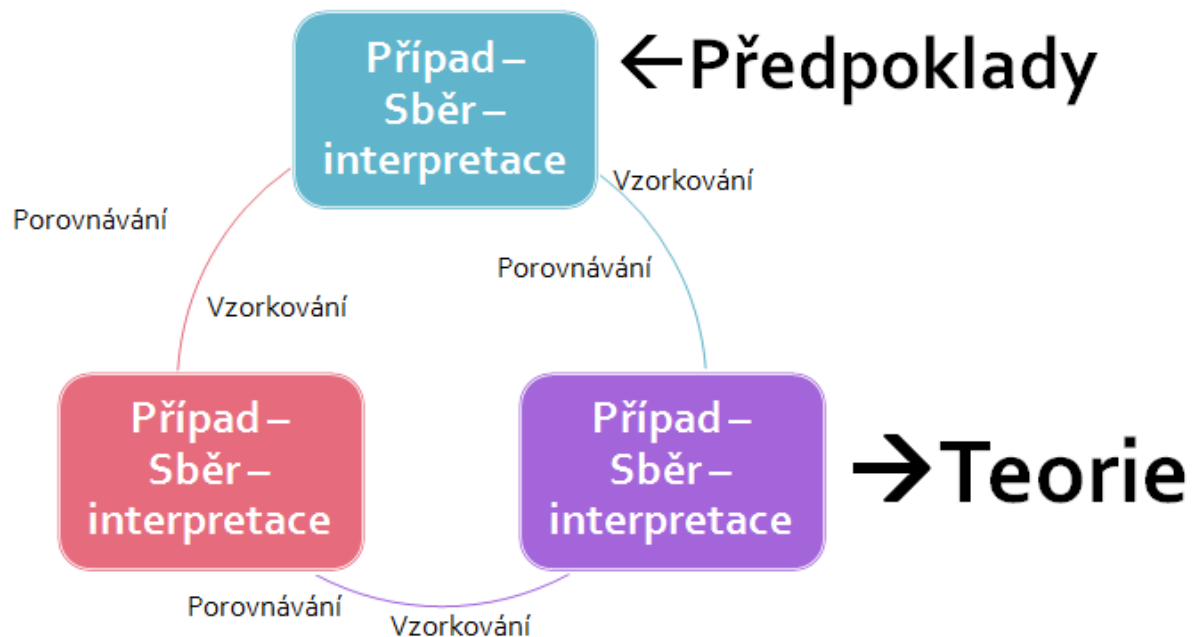 Případ –
Sběr –
interpretace
←Předpoklady
Vzorkování
Porovnávání
Porovnávání
Vzorkování
Případ –
Sběr –
interpretace
Případ –
Sběr –
interpretace
→Teorie
Porovnávání
Vzorkování